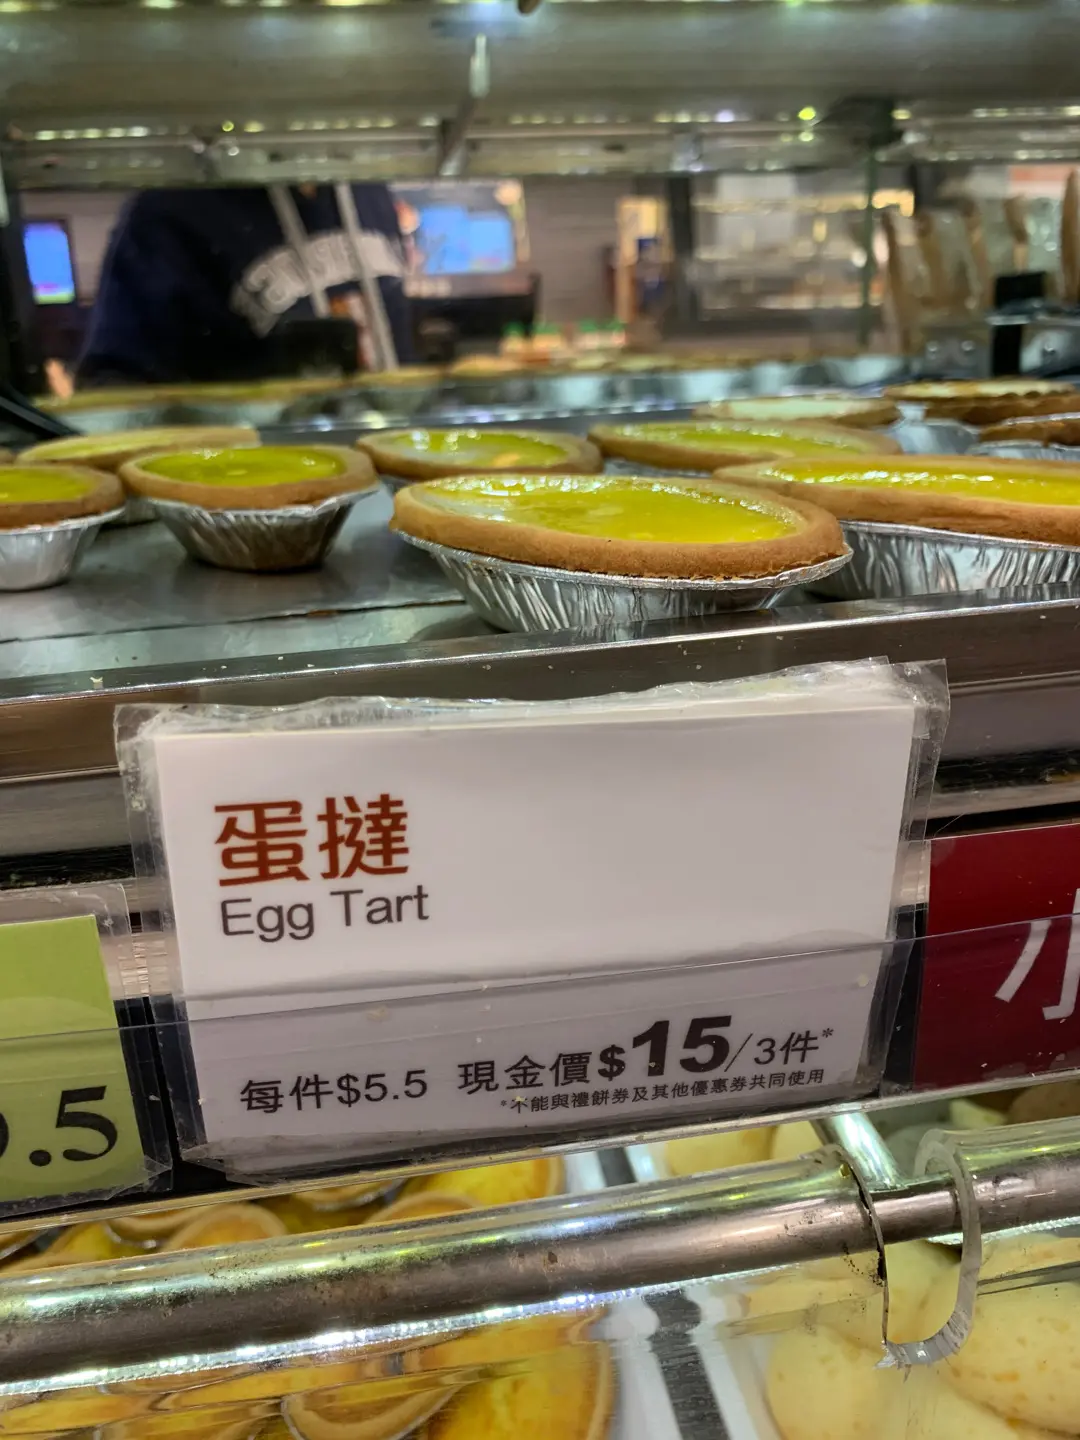 蛋撻
Egg Tart
每件$5.5 現金價$15/3件*
*不能與禮餅券及其他優惠券共同使用
.5